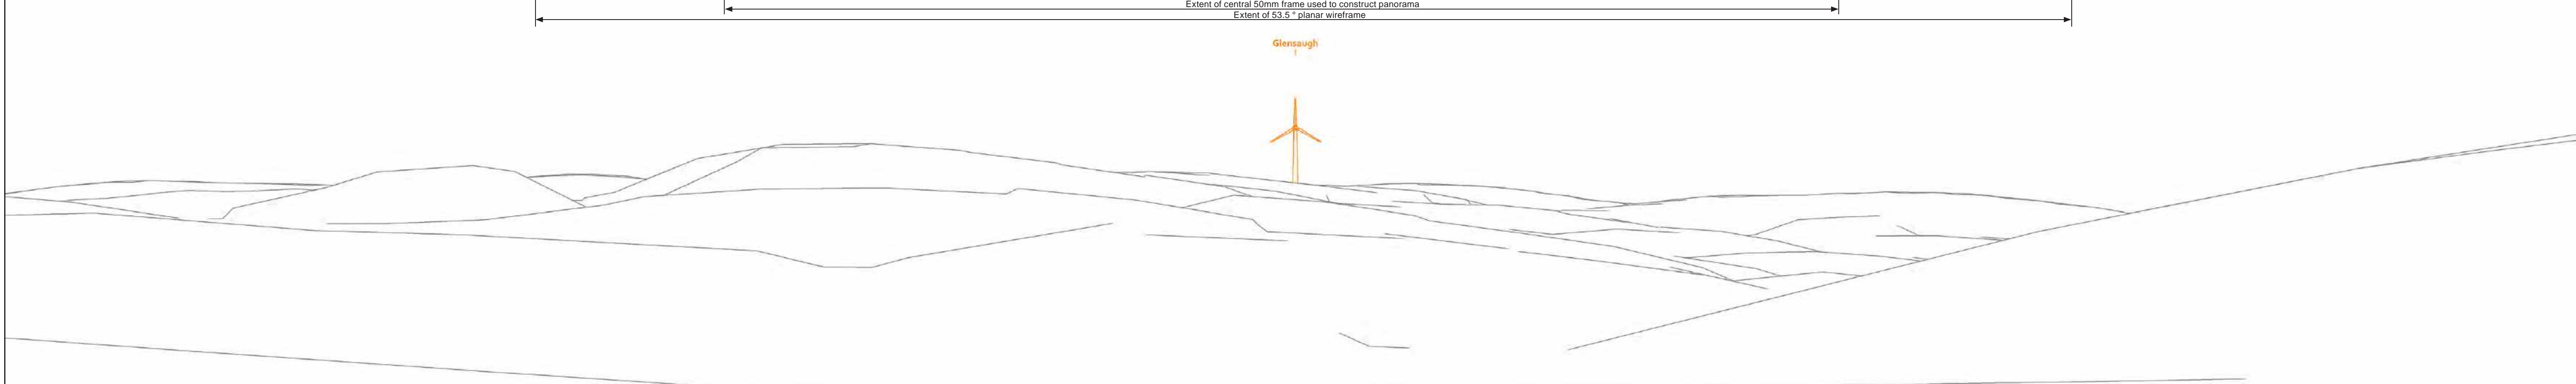 Extent of central 50mm frame used to construct panorama
Extent of 53.5 ° planar wireframe
Glensaugh